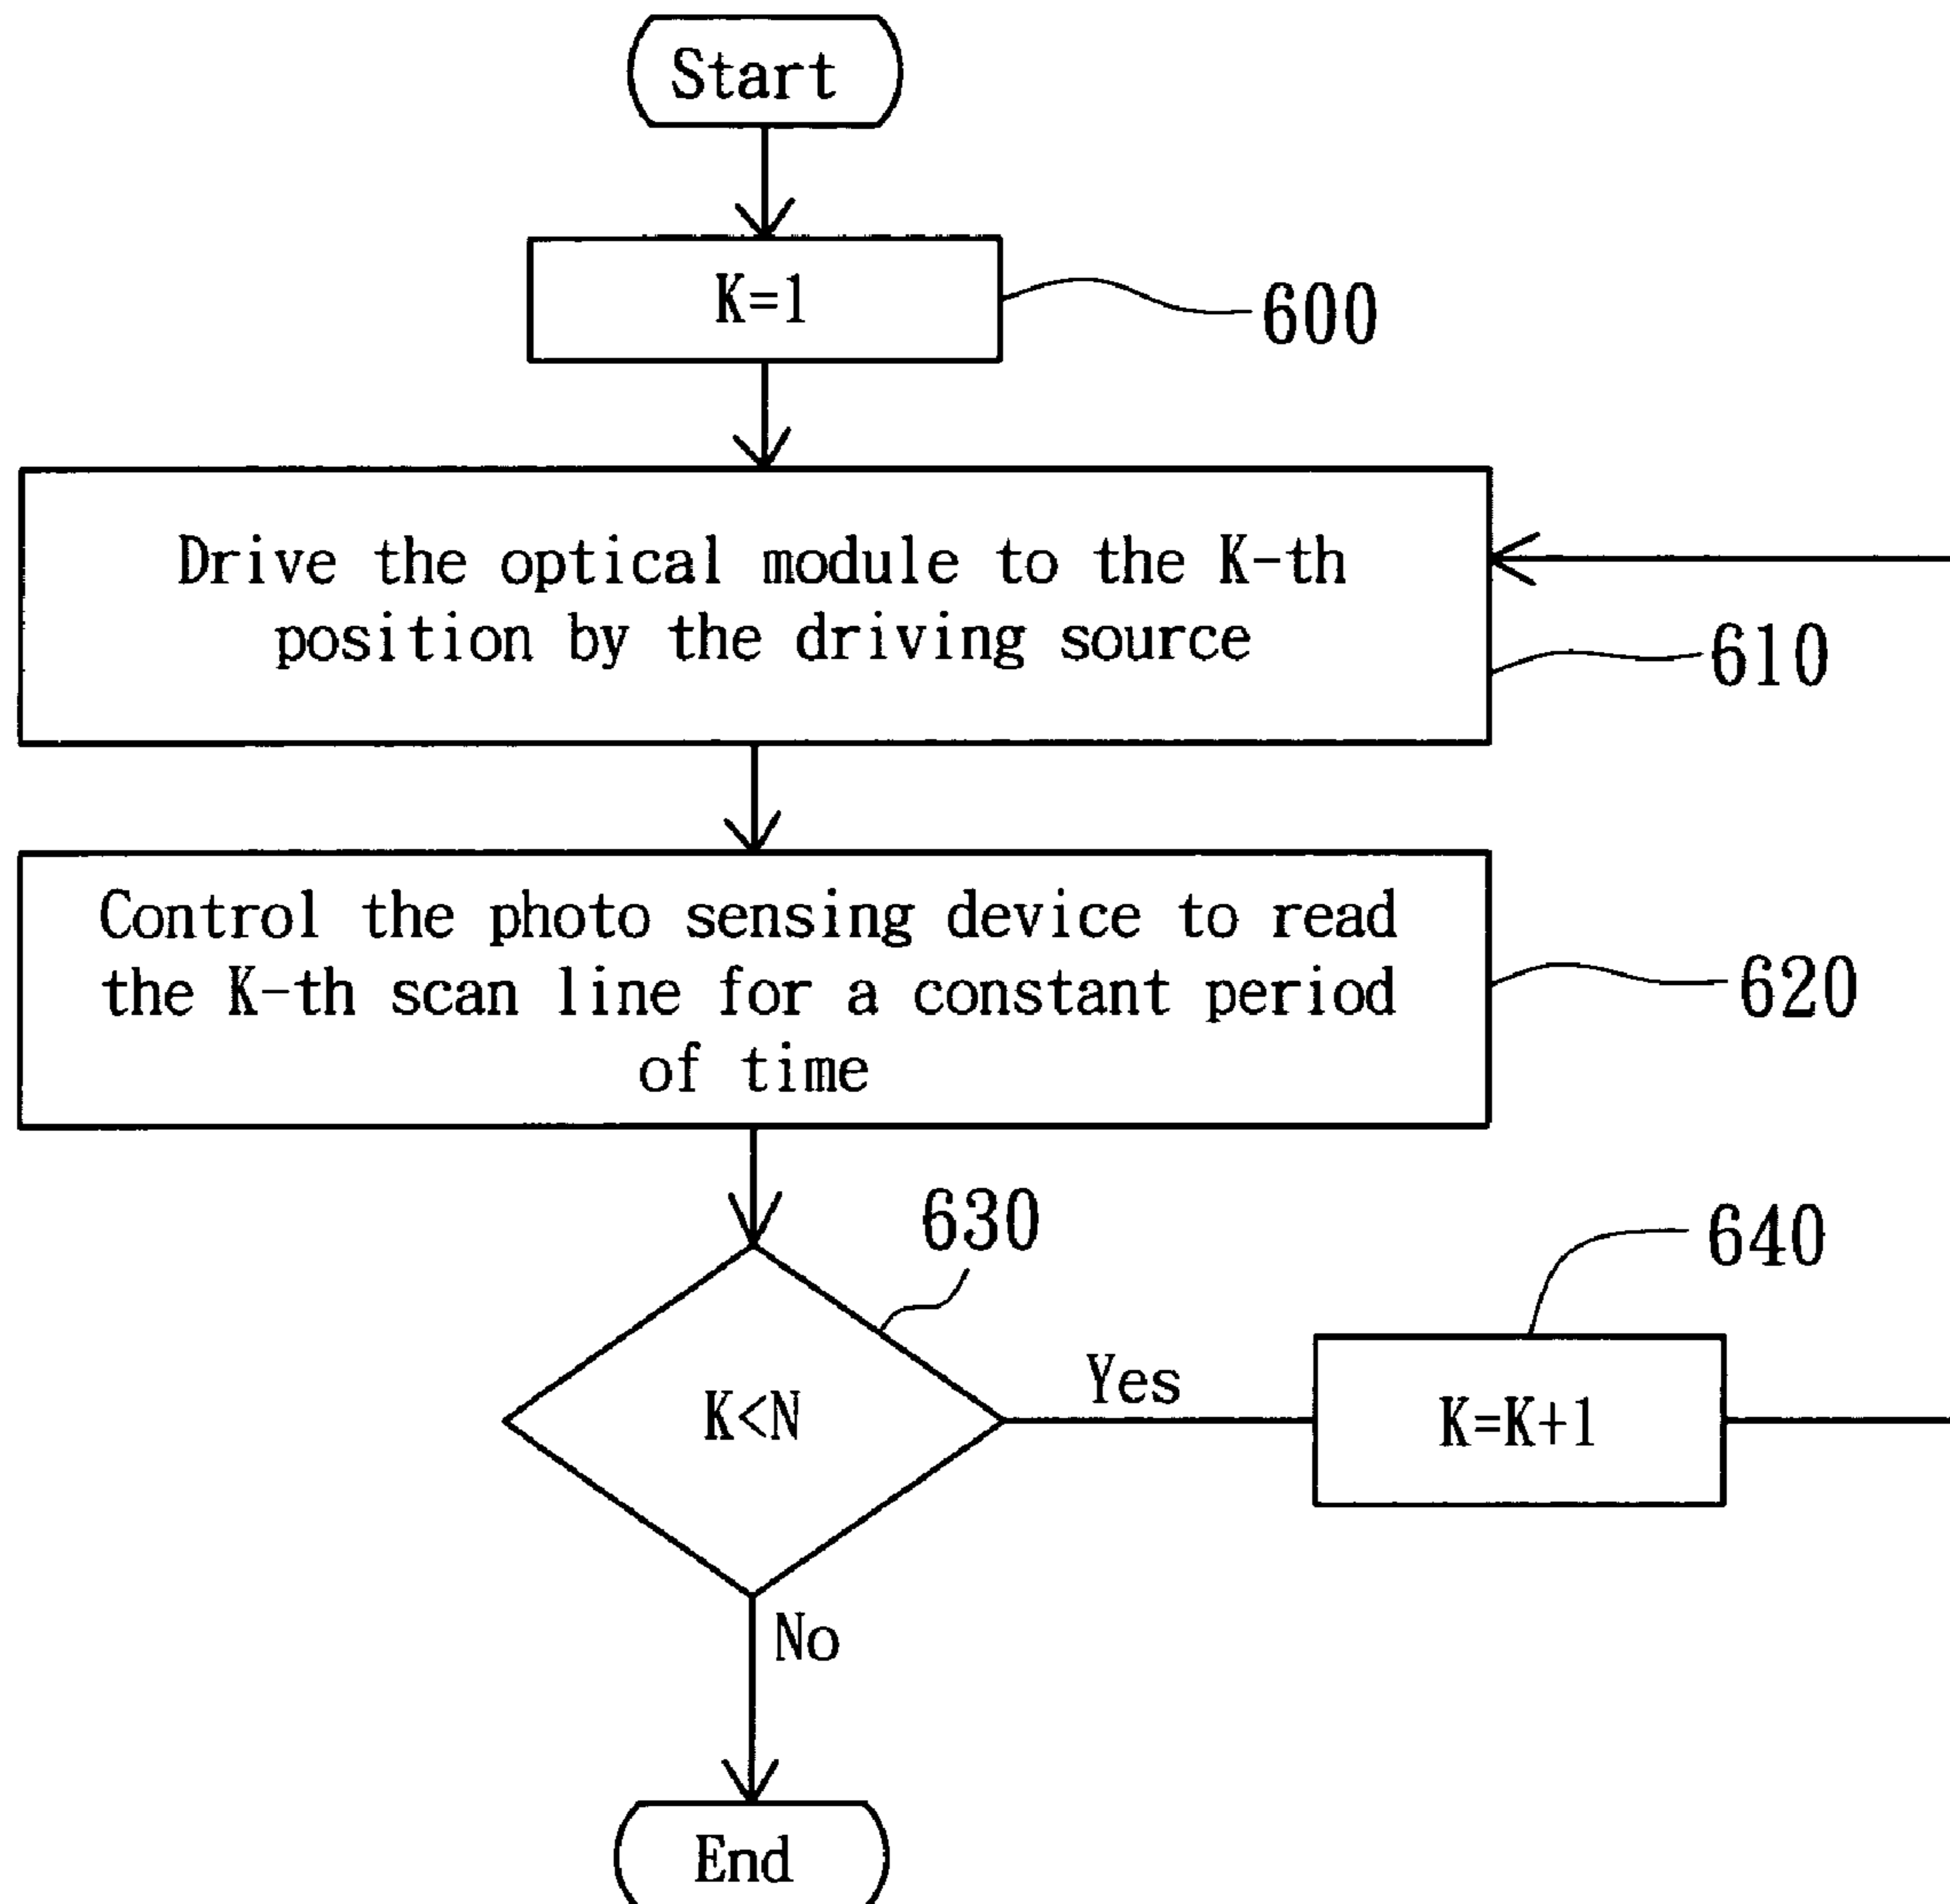 Start
K=1
600
Drive the optical module to the K-th
position by the driving source
610
Control the photo sensing device to read
the K-th scan line for a constant period
of time
620
630
640
K<N
Yes
K=K+1
No
End